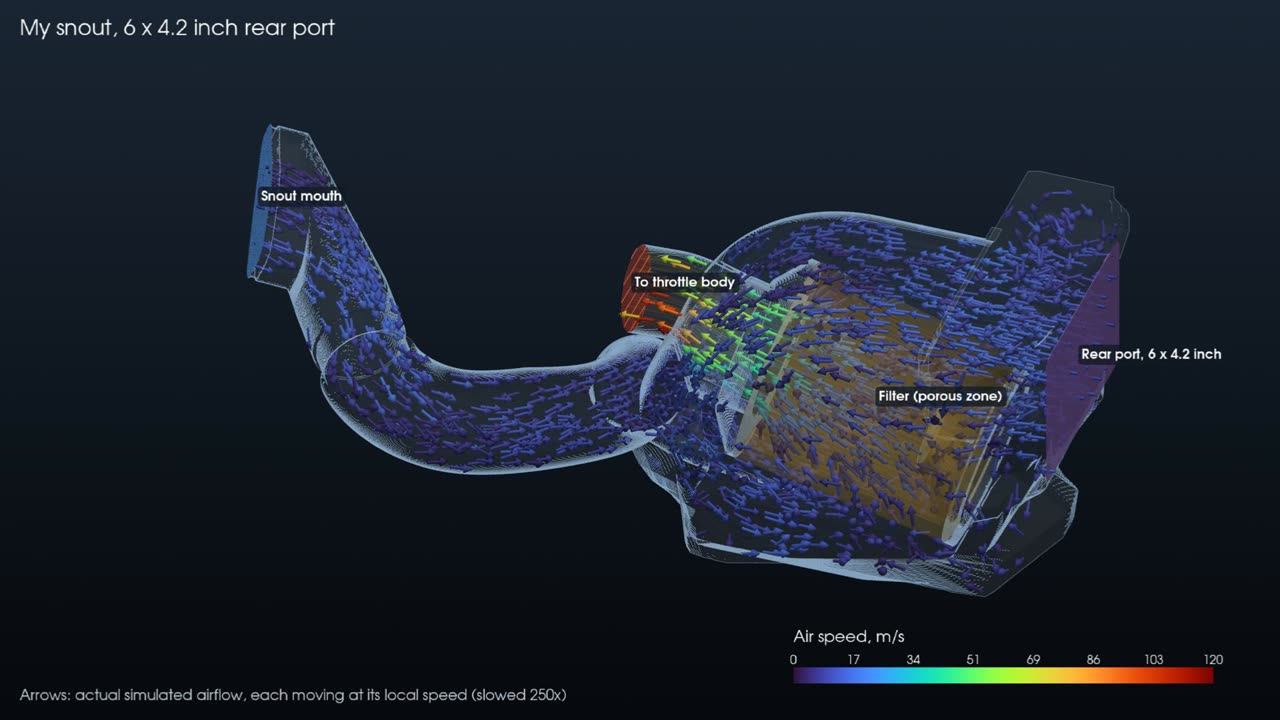 My snout, 6 x 4.2 inch rear port
Snout mouth
To throttle body
Rear port, 6 x 4.2 inch
Filter (porous zone)
Air speed, m/s
0 17 34 51 69 86 103 120
Arrows: actual simulated airflow, each moving at its local speed (slowed 250x)